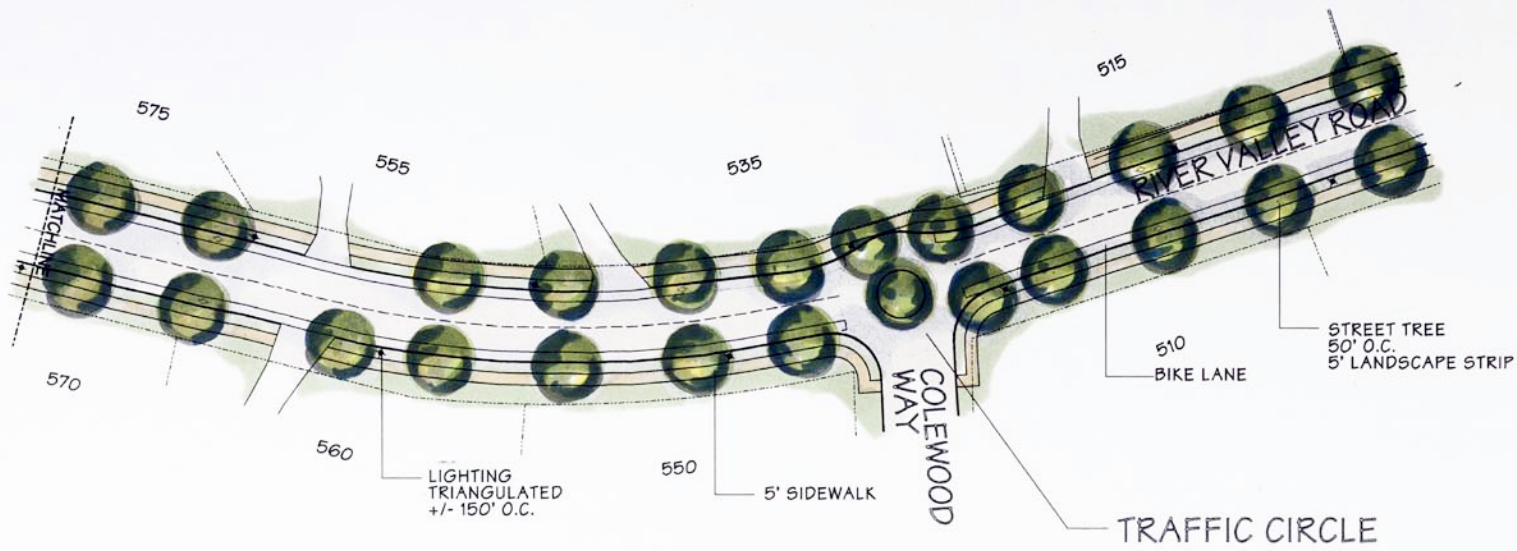 575
555
535
515
RIVER VALLEY ROAD
MATCHLINE
570
560
550
510
LIGHTING
TRIANGULATED
+/- 150' O.C.
5' SIDEWALK
COLEWOOD
WAY
BIKE LANE
STREET TREE
50' O.C.
5' LANDSCAPE STRIP
TRAFFIC CIRCLE